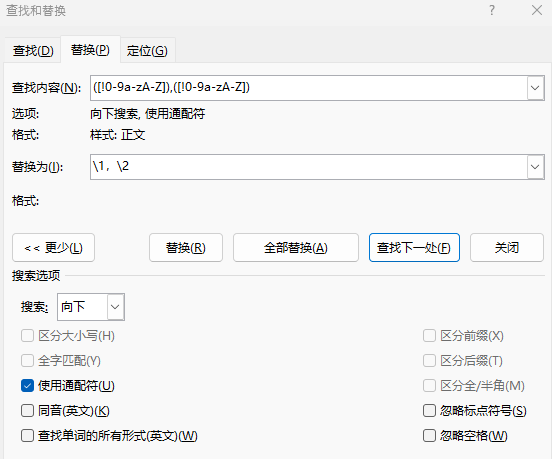 查找和替换 ? ×
查找(D) 替换(P) 定位(G)
查找内容(N): ([!0-9a-zA-Z]),([!0-9a-zA-Z])
选项: 向下搜索, 使用通配符
格式: 样式: 正文
替换为(I): \1，\2
格式:
<< 更少(L) 替换(R) 全部替换(A) 查找下一处(F) 关闭
搜索选项
搜索: 向下
区分大小写(H) 区分前缀(X)
全字匹配(Y) 区分后缀(T)
使用通配符(U) 区分全/半角(M)
同音(英文)(K) 忽略标点符号(S)
查找单词的所有形式(英文)(W) 忽略空格(W)